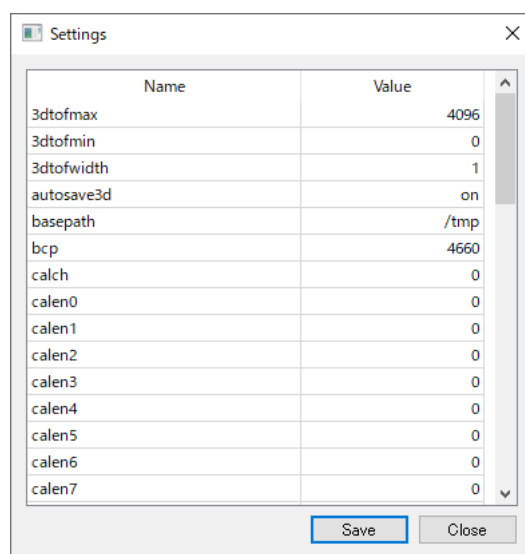 Settings
Name Value
3dtofmax 4096
3dtofmin 0
3dtofwidth 1
autosave3d on
basepath /tmp
bcp 4660
calch 0
calen0 0
calen1 0
calen2 0
calen3 0
calen4 0
calen5 0
calen6 0
calen7 0
Save Close